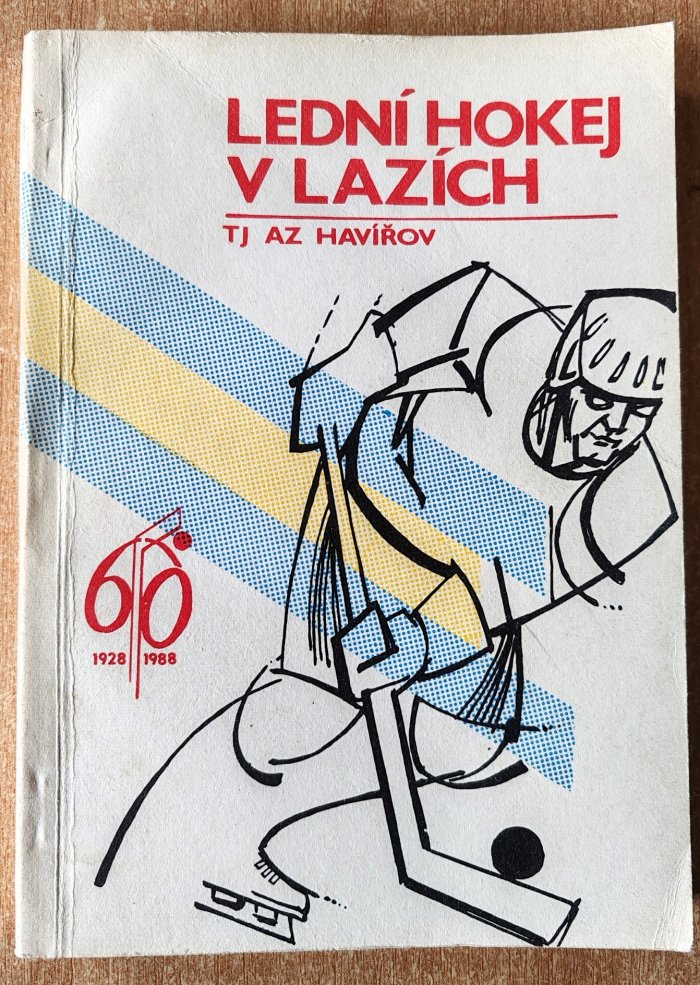 LEDNÍ HOKEJ
V LAZÍCH
TJ AZ HAVÍŘOV
60
1928 1988